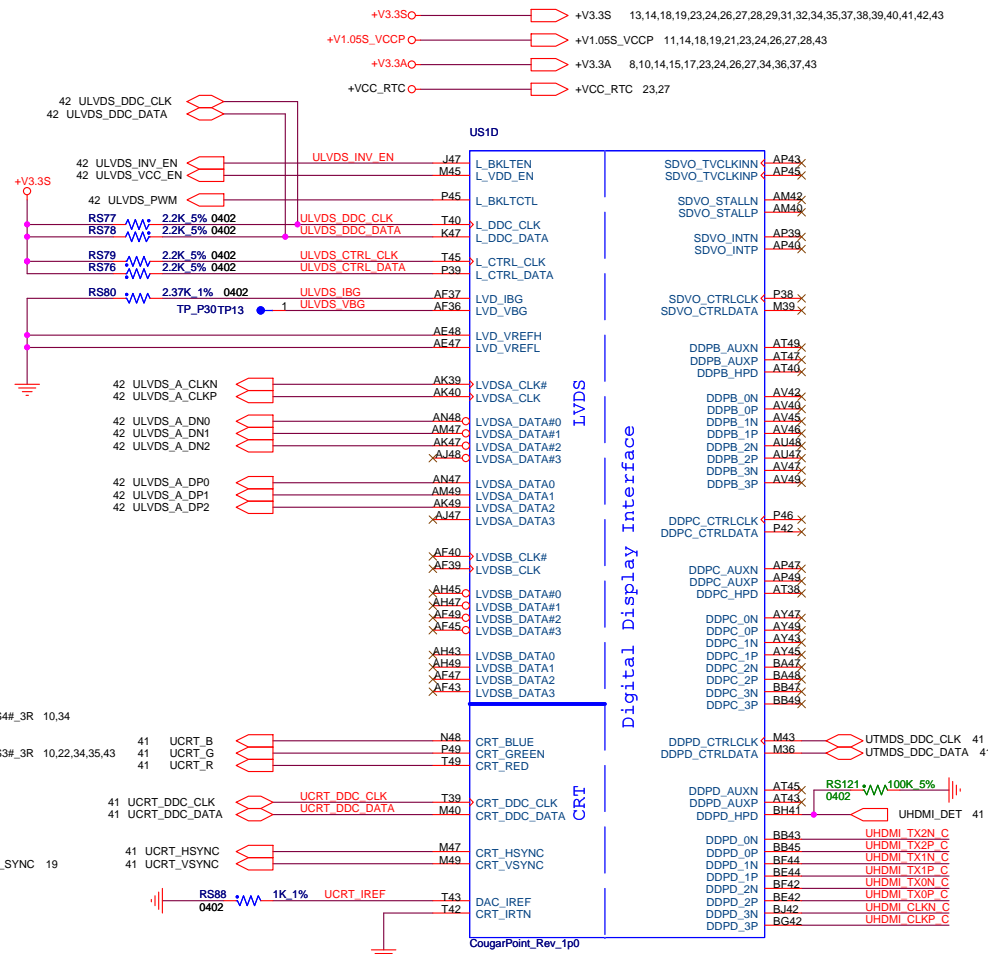 +V3.3S +V3.3S 13,14,18,19,23,24,26,27,28,29,31,32,34,35,37,38,39,40,41,42,43
+V1.05S_VCCP +V1.05S_VCCP 11,14,18,19,21,23,24,26,27,28,43
+V3.3A +V3.3A 8,10,14,15,17,23,24,26,27,34,36,37,43
+VCC_RTC +VCC_RTC 23,27
42 ULVDS_DDC_CLK
42 ULVDS_DDC_DATA
US1D
42 ULVDS_INV_EN ULVDS_INV_EN J47 L_BKLTEN SDVO_TVCLKINN AP43
42 ULVDS_VCC_EN M45 L_VDD_EN SDVO_TVCLKINP AP45
+V3.3S
42 ULVDS_PWM P45 L_BKLTCTL SDVO_STALLN AM42
SDVO_STALLP AM40
RS77 2.2K_5% 0402 ULVDS_DDC_CLK T40 L_DDC_CLK
RS78 2.2K_5% 0402 ULVDS_DDC_DATA K47 L_DDC_DATA SDVO_INTN AP39
SDVO_INTP AP40
RS79 2.2K_5% 0402 ULVDS_CTRL_CLK T45 L_CTRL_CLK
RS76 2.2K_5% 0402 ULVDS_CTRL_DATA P39 L_CTRL_DATA
RS80 2.37K_1% 0402 ULVDS_IBG AF37 LVD_IBG SDVO_CTRLCLK P38
TP_P30 TP13 1 ULVDS_VBG AF36 LVD_VBG SDVO_CTRLDATA M39
AE48 LVD_VREFH
AE47 LVD_VREFL DDPB_AUXN AT49
DDPB_AUXP AT47
DDPB_HPD AT40
42 ULVDS_A_CLKN AK39 LVDSA_CLK#
42 ULVDS_A_CLKP AK40 LVDSA_CLK DDPB_0N AV42
DDPB_0P AV40
42 ULVDS_A_DN0 AN48 LVDSA_DATA#0 DDPB_1N AV45
42 ULVDS_A_DN1 AM47 LVDSA_DATA#1 DDPB_1P AV46
42 ULVDS_A_DN2 AK47 LVDSA_DATA#2 DDPB_2N AU48
AJ48 LVDSA_DATA#3 DDPB_2P AU47
DDPB_3N AV47
42 ULVDS_A_DP0 AN47 LVDSA_DATA0 DDPB_3P AV49
42 ULVDS_A_DP1 AM49 LVDSA_DATA1
42 ULVDS_A_DP2 AK49 LVDSA_DATA2
AJ47 LVDSA_DATA3 DDPC_CTRLCLK P46
DDPC_CTRLDATA P42
LVDS
Digital Display Interface
AF40 LVDSB_CLK#
AF39 LVDSB_CLK DDPC_AUXN AP47
DDPC_AUXP AP49
AH45 LVDSB_DATA#0 DDPC_HPD AT38
AH47 LVDSB_DATA#1
AF49 LVDSB_DATA#2 DDPC_0N AY47
AF45 LVDSB_DATA#3 DDPC_0P AY49
DDPC_1N AY43
AH43 LVDSB_DATA0 DDPC_1P AY45
AH49 LVDSB_DATA1 DDPC_2N BA47
AF47 LVDSB_DATA2 DDPC_2P BA48
AF43 LVDSB_DATA3 DDPC_3N BB47
DDPC_3P BB49
S4#_3R 10,34
41 UCRT_B N48 CRT_BLUE DDPD_CTRLCLK M43 UTMDS_DDC_CLK 41
S3#_3R 10,22,34,35,43 41 UCRT_G P49 CRT_GREEN DDPD_CTRLDATA M36 UTMDS_DDC_DATA 41
41 UCRT_R T49 CRT_RED
CRT
41 UCRT_DDC_CLK UCRT_DDC_CLK T39 CRT_DDC_CLK DDPD_AUXN AT45 RS121 100K_5%
41 UCRT_DDC_DATA UCRT_DDC_DATA M40 CRT_DDC_DATA DDPD_AUXP AT43 0402
DDPD_HPD BH41 UHDMI_DET 41
DDPD_0N BB43 UHDMI_TX2N_C
41 UCRT_HSYNC M47 CRT_HSYNC DDPD_0P BB45 UHDMI_TX2P_C
_SYNC 19 41 UCRT_VSYNC M49 CRT_VSYNC DDPD_1N BF44 UHDMI_TX1N_C
DDPD_1P BE44 UHDMI_TX1P_C
DDPD_2N BF42 UHDMI_TX0N_C
RS88 1K_1% UCRT_IREF T43 DAC_IREF DDPD_2P BE42 UHDMI_TX0P_C
0402 T42 CRT_IRTN DDPD_3N BJ42 UHDMI_CLKN_C
DDPD_3P BG42 UHDMI_CLKP_C
CougarPoint_Rev_1p0